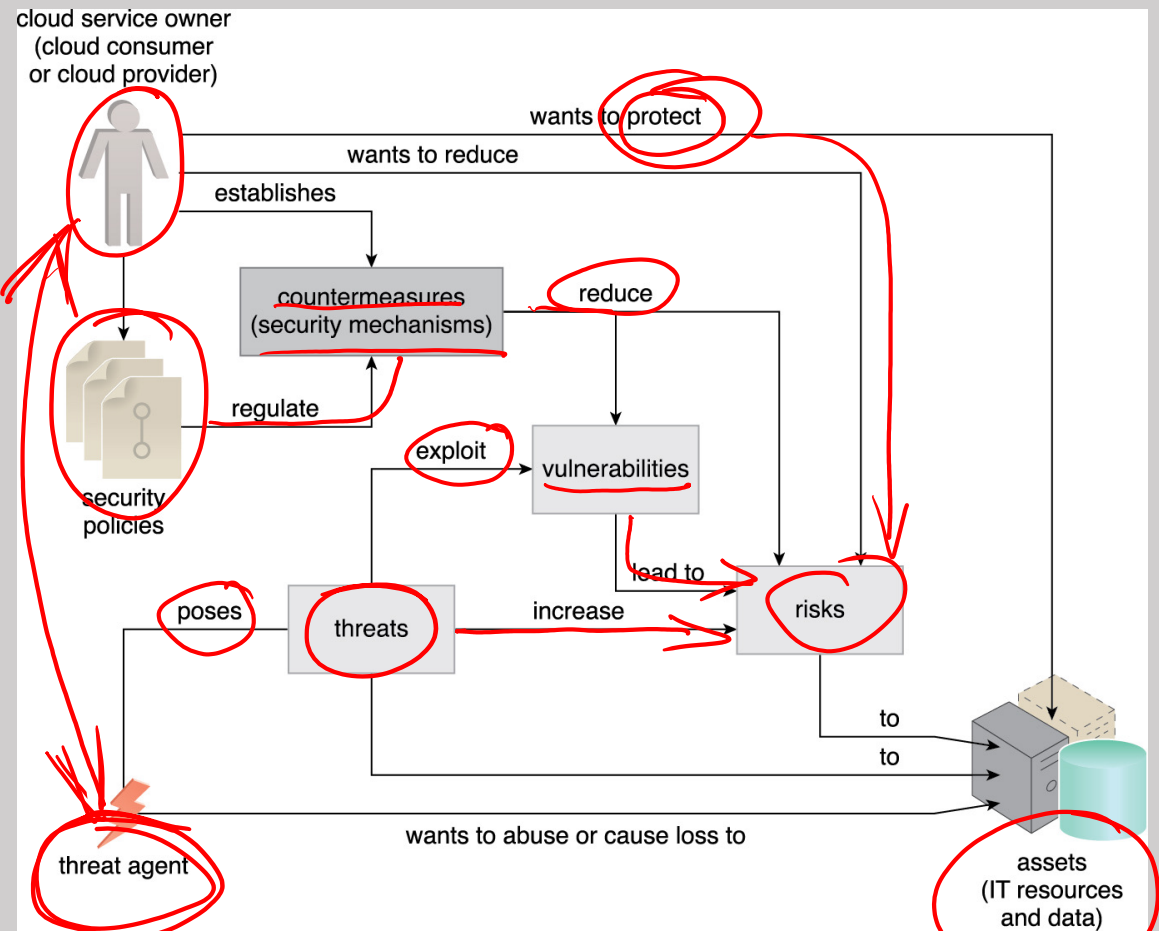 cloud service owner
(cloud consumer
or cloud provider)
wants to protect
wants to reduce
establishes
countermeasures
(security mechanisms)
reduce
regulate
exploit
vulnerabilities
security
policies
lead to
poses
threats
increase
risks
to
to
wants to abuse or cause loss to
threat agent
assets
(IT resources
and data)